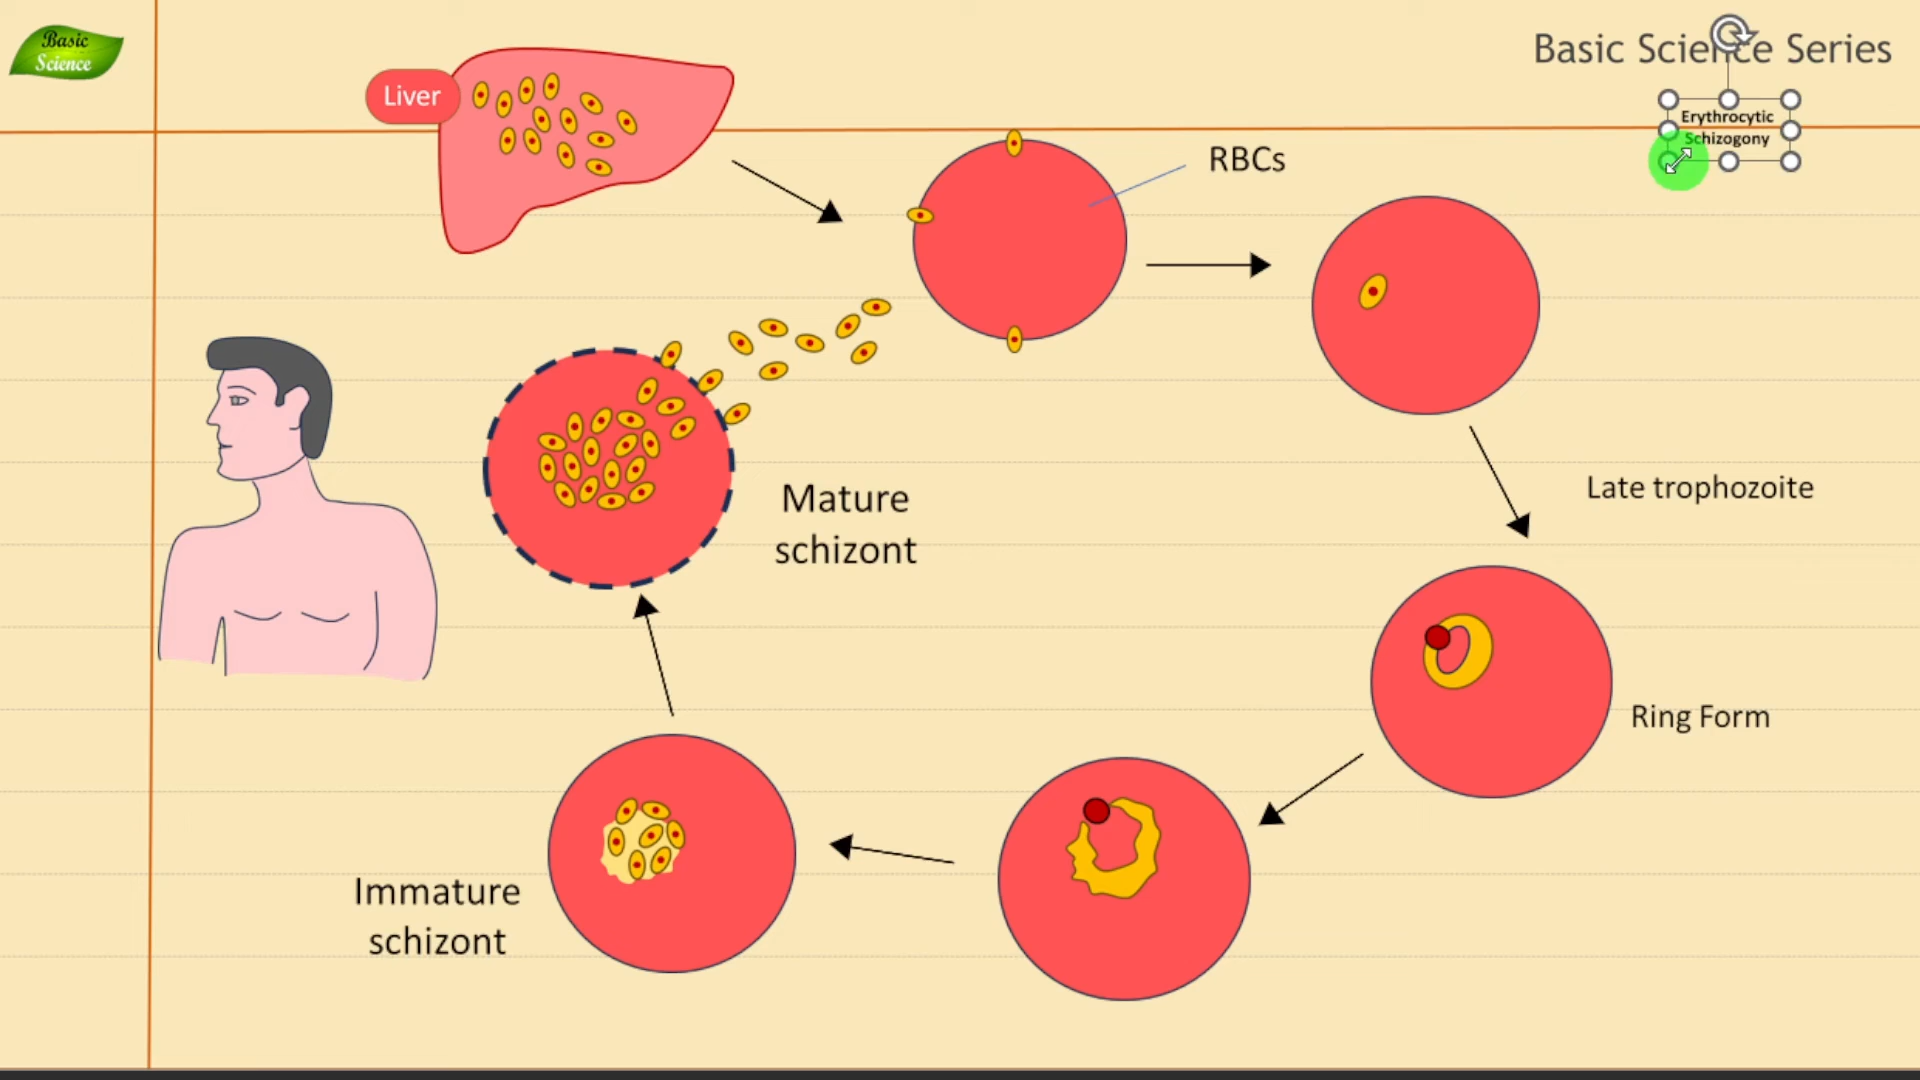 Basic
Science
Basic Science Series
Liver
Erythrocytic
Schizogony
RBCs
Late trophozoite
Mature
schizont
Ring Form
Immature
schizont